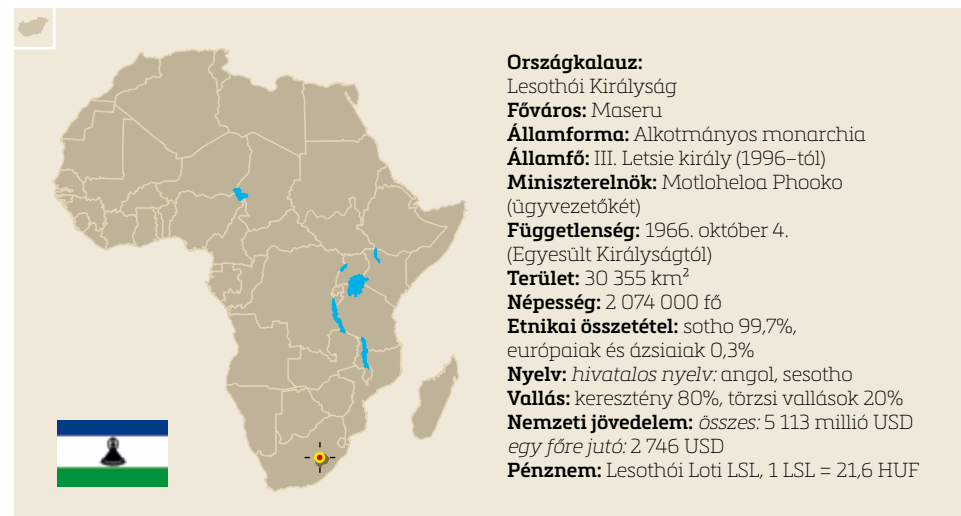 Országkalauz:
Lesothói Királyság
Főváros: Maseru
Államforma: Alkotmányos monarchia
Államfő: III. Letsie király (1996–tól)
Miniszterelnök: Motloheloa Phooko
(ügyvezetőkét)
Függetlenség: 1966. október 4.
(Egyesült Királyságtól)
Terület: 30 355 km²
Népesség: 2 074 000 fő
Etnikai összetétel: sotho 99,7%,
európaiak és ázsiaiak 0,3%
Nyelv: hivatalos nyelv: angol, sesotho
Vallás: keresztény 80%, törzsi vallások 20%
Nemzeti jövedelem: összes: 5 113 millió USD
egy főre jutó: 2 746 USD
Pénznem: Lesothói Loti LSL, 1 LSL = 21,6 HUF